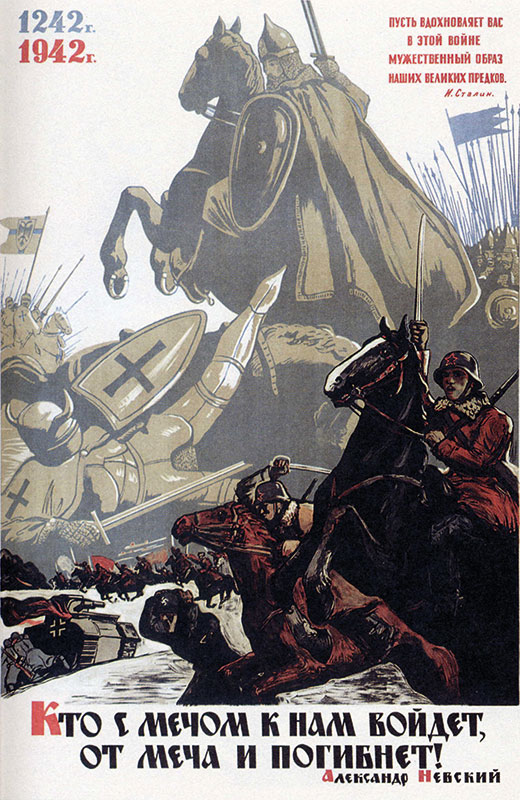 1242г.
1942г.
ПУСТЬ ВДОХНОВЛЯЕТ ВАС
В ЭТОЙ ВОЙНЕ
МУЖЕСТВЕННЫЙ ОБРАЗ
НАШИХ ВЕЛИКИХ ПРЕДКОВ.
И. Сталин.
КТО С МЕЧОМ К НАМ ВОЙДЕТ,
ОТ МЕЧА И ПОГИБНЕТ!
АЛЕКСАНДР НЕВСКИЙ